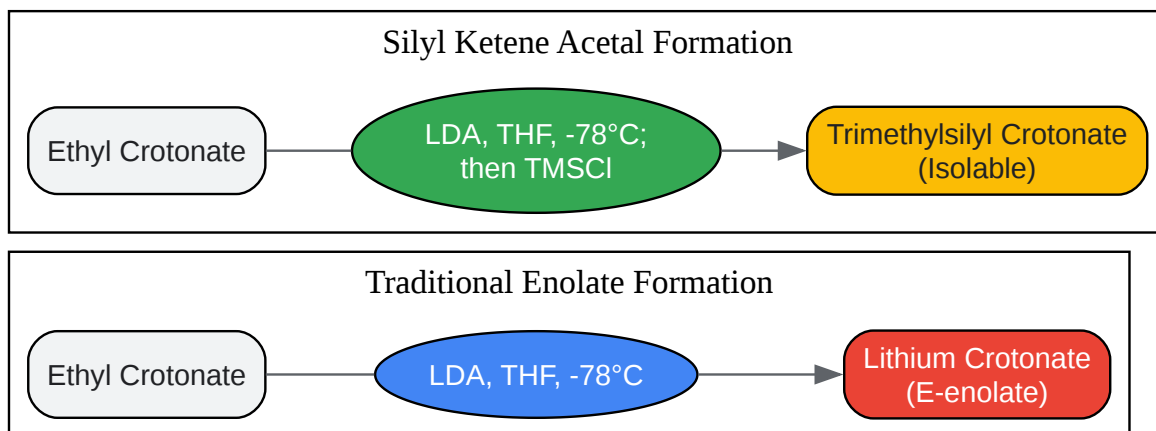 Silyl Ketene Acetal Formation
Ethyl Crotonate
LDA, THF, -78°C;
then TMSCl
Trimethylsilyl Crotonate
(Isolable)
Traditional Enolate Formation
Ethyl Crotonate
LDA, THF, -78°C
Lithium Crotonate
(E-enolate)